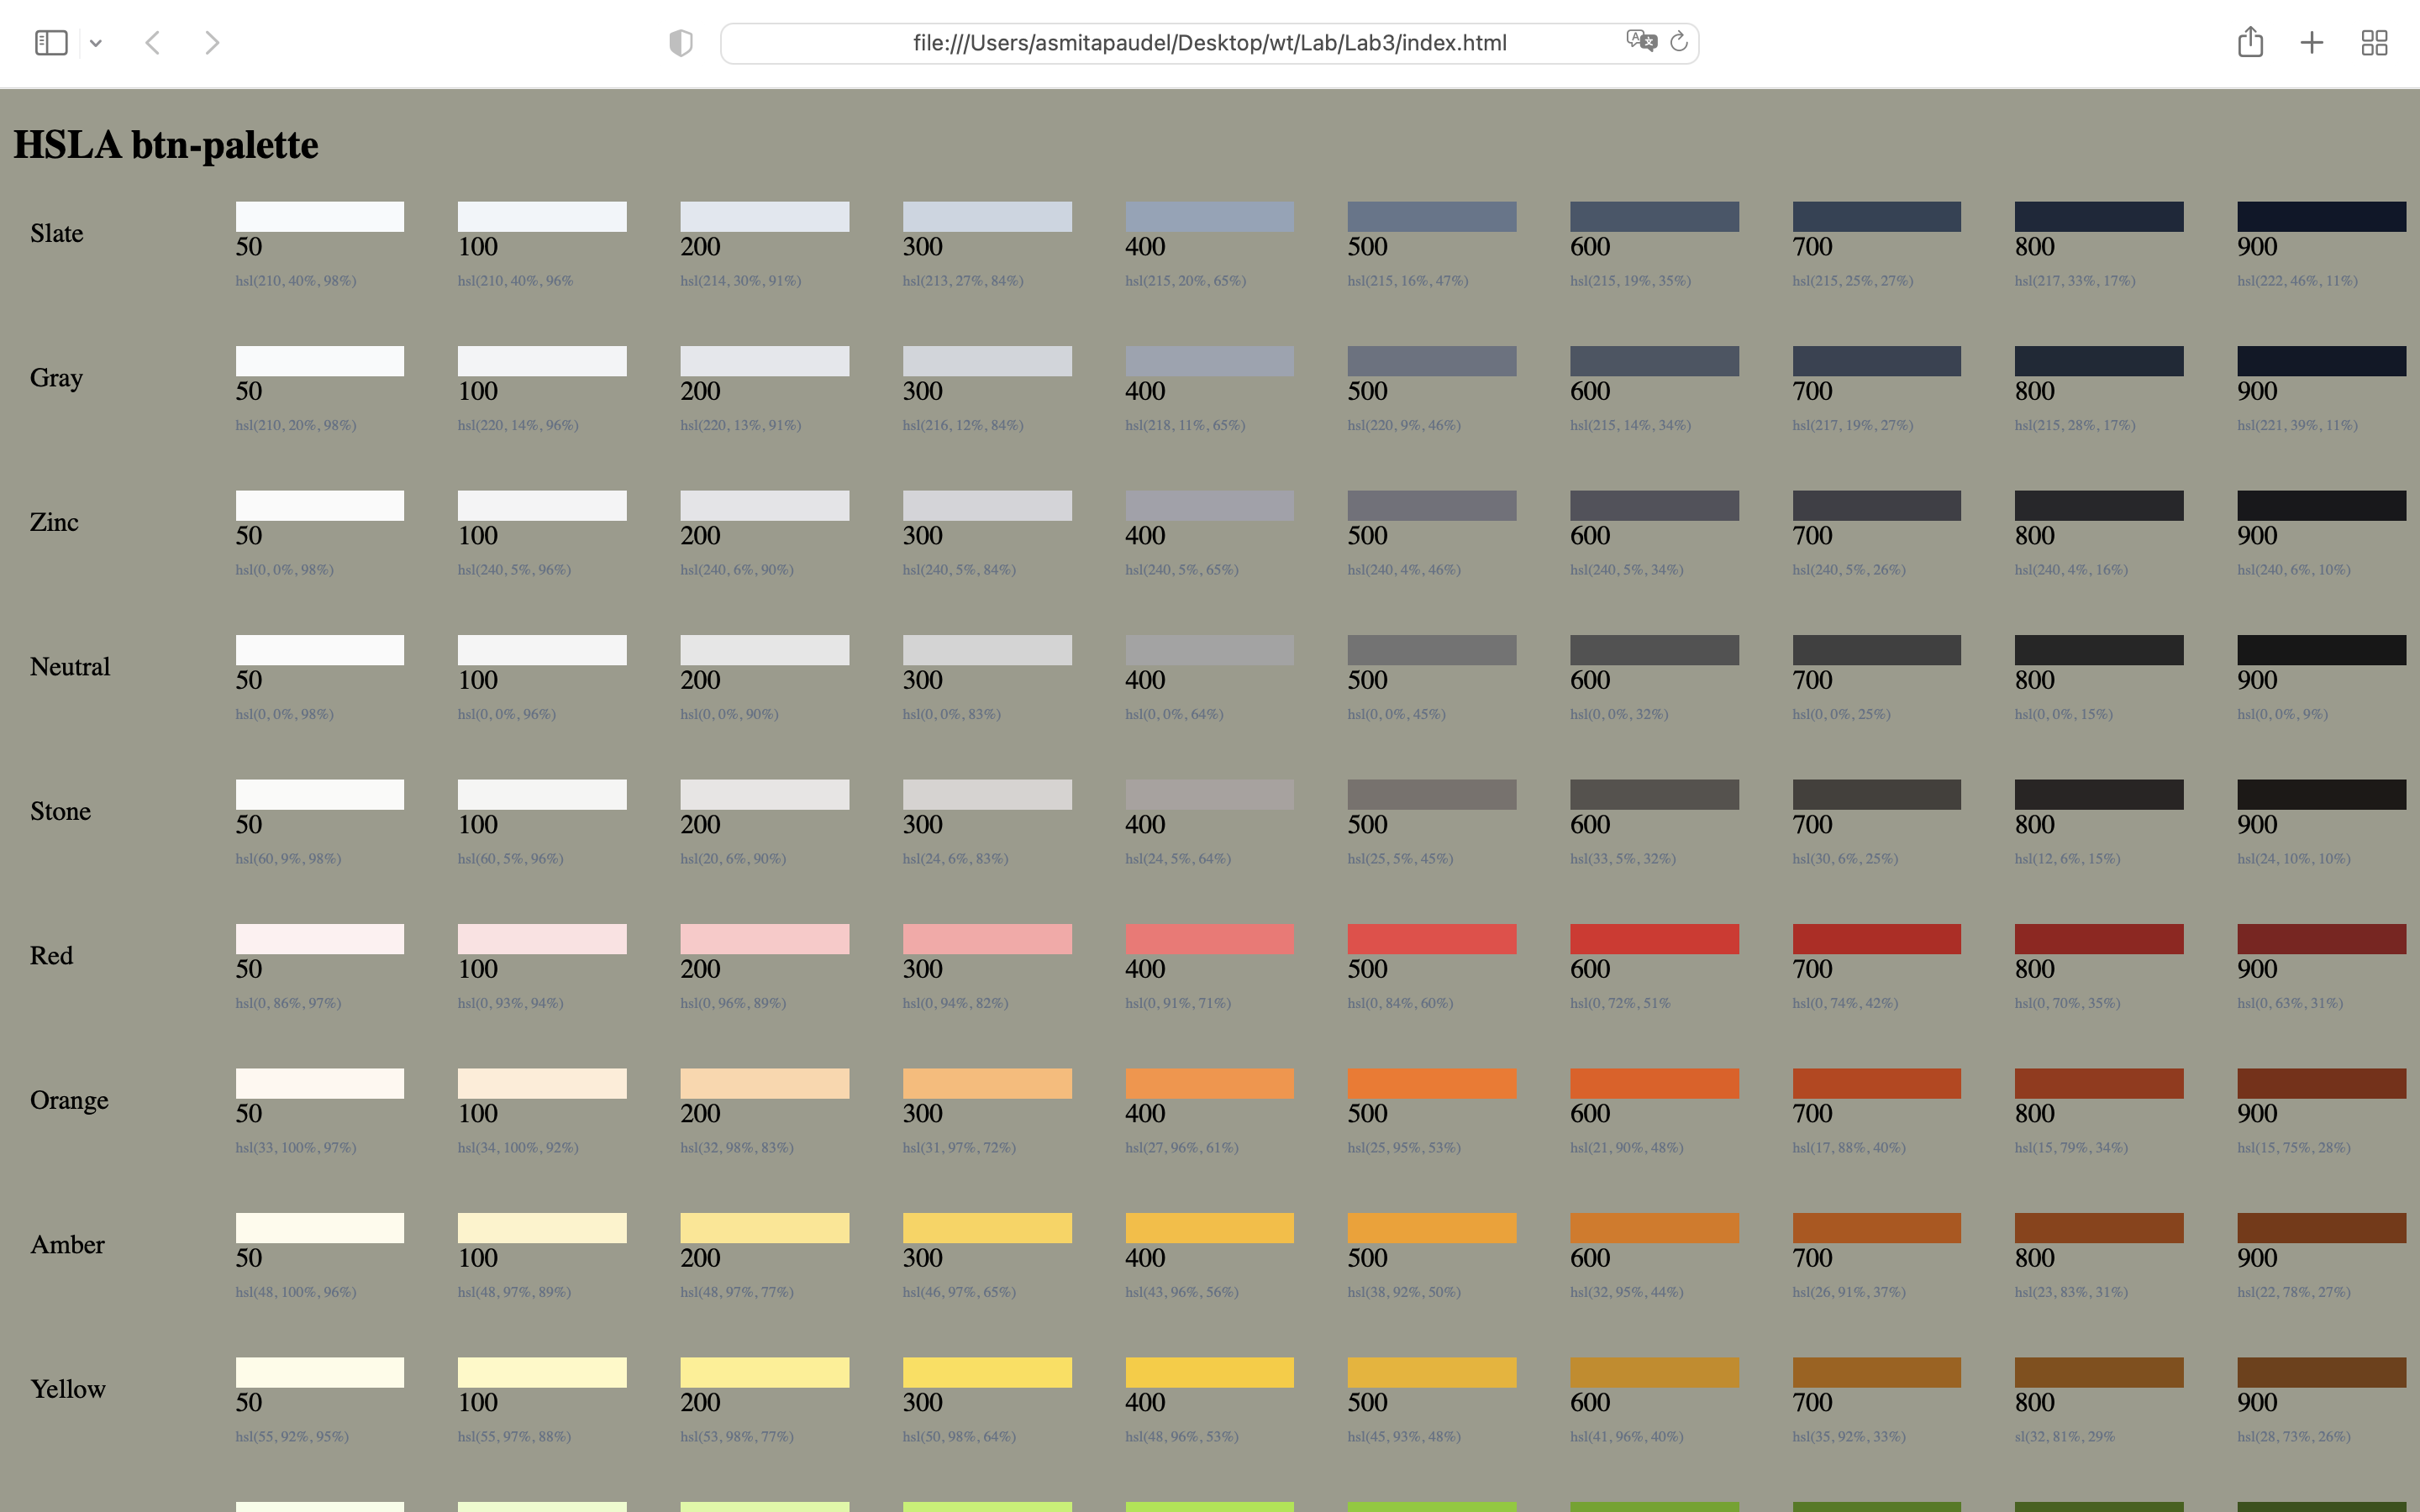 file:///Users/asmitapaudel/Desktop/wt/Lab/Lab3/index.html
HSLA btn-palette
Slate
50 100 200 300 400 500 600 700 800 900
hsl(210, 40%, 98%) hsl(210, 40%, 96% hsl(214, 30%, 91%) hsl(213, 27%, 84%) hsl(215, 20%, 65%) hsl(215, 16%, 47%) hsl(215, 19%, 35%) hsl(215, 25%, 27%) hsl(217, 33%, 17%) hsl(222, 46%, 11%)
Gray
50 100 200 300 400 500 600 700 800 900
hsl(210, 20%, 98%) hsl(220, 14%, 96%) hsl(220, 13%, 91%) hsl(216, 12%, 84%) hsl(218, 11%, 65%) hsl(220, 9%, 46%) hsl(215, 14%, 34%) hsl(217, 19%, 27%) hsl(215, 28%, 17%) hsl(221, 39%, 11%)
Zinc
50 100 200 300 400 500 600 700 800 900
hsl(0, 0%, 98%) hsl(240, 5%, 96%) hsl(240, 6%, 90%) hsl(240, 5%, 84%) hsl(240, 5%, 65%) hsl(240, 4%, 46%) hsl(240, 5%, 34%) hsl(240, 5%, 26%) hsl(240, 4%, 16%) hsl(240, 6%, 10%)
Neutral
50 100 200 300 400 500 600 700 800 900
hsl(0, 0%, 98%) hsl(0, 0%, 96%) hsl(0, 0%, 90%) hsl(0, 0%, 83%) hsl(0, 0%, 64%) hsl(0, 0%, 45%) hsl(0, 0%, 32%) hsl(0, 0%, 25%) hsl(0, 0%, 15%) hsl(0, 0%, 9%)
Stone
50 100 200 300 400 500 600 700 800 900
hsl(60, 9%, 98%) hsl(60, 5%, 96%) hsl(20, 6%, 90%) hsl(24, 6%, 83%) hsl(24, 5%, 64%) hsl(25, 5%, 45%) hsl(33, 5%, 32%) hsl(30, 6%, 25%) hsl(12, 6%, 15%) hsl(24, 10%, 10%)
Red
50 100 200 300 400 500 600 700 800 900
hsl(0, 86%, 97%) hsl(0, 93%, 94%) hsl(0, 96%, 89%) hsl(0, 94%, 82%) hsl(0, 91%, 71%) hsl(0, 84%, 60%) hsl(0, 72%, 51% hsl(0, 74%, 42%) hsl(0, 70%, 35%) hsl(0, 63%, 31%)
Orange
50 100 200 300 400 500 600 700 800 900
hsl(33, 100%, 97%) hsl(34, 100%, 92%) hsl(32, 98%, 83%) hsl(31, 97%, 72%) hsl(27, 96%, 61%) hsl(25, 95%, 53%) hsl(21, 90%, 48%) hsl(17, 88%, 40%) hsl(15, 79%, 34%) hsl(15, 75%, 28%)
Amber
50 100 200 300 400 500 600 700 800 900
hsl(48, 100%, 96%) hsl(48, 97%, 89%) hsl(48, 97%, 77%) hsl(46, 97%, 65%) hsl(43, 96%, 56%) hsl(38, 92%, 50%) hsl(32, 95%, 44%) hsl(26, 91%, 37%) hsl(23, 83%, 31%) hsl(22, 78%, 27%)
Yellow
50 100 200 300 400 500 600 700 800 900
hsl(55, 92%, 95%) hsl(55, 97%, 88%) hsl(53, 98%, 77%) hsl(50, 98%, 64%) hsl(48, 96%, 53%) hsl(45, 93%, 48%) hsl(41, 96%, 40%) hsl(35, 92%, 33%) sl(32, 81%, 29% hsl(28, 73%, 26%)